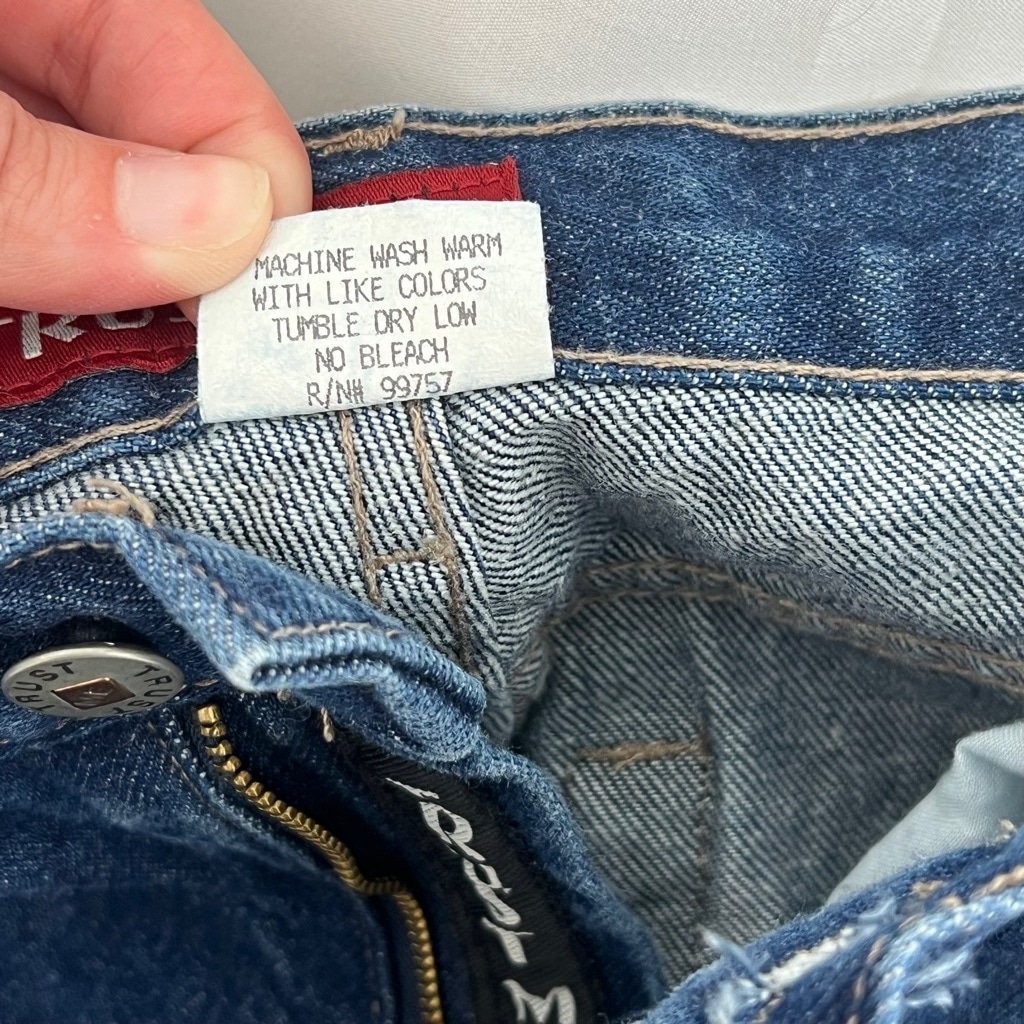 MACHINE WASH WARM
WITH LIKE COLORS
TUMBLE DRY LOW
NO BLEACH
R/N# 99757
TRUST
TRUST